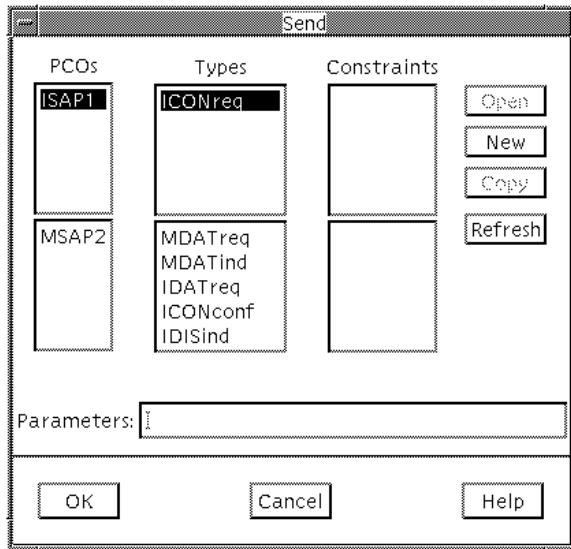 Send
PCOs Types Constraints
ISAP1 ICONreq Open
New
Copy
MSAP2 MDATreq Refresh
MDATind
IDATreq
ICONconf
IDISind
Parameters:
OK Cancel Help